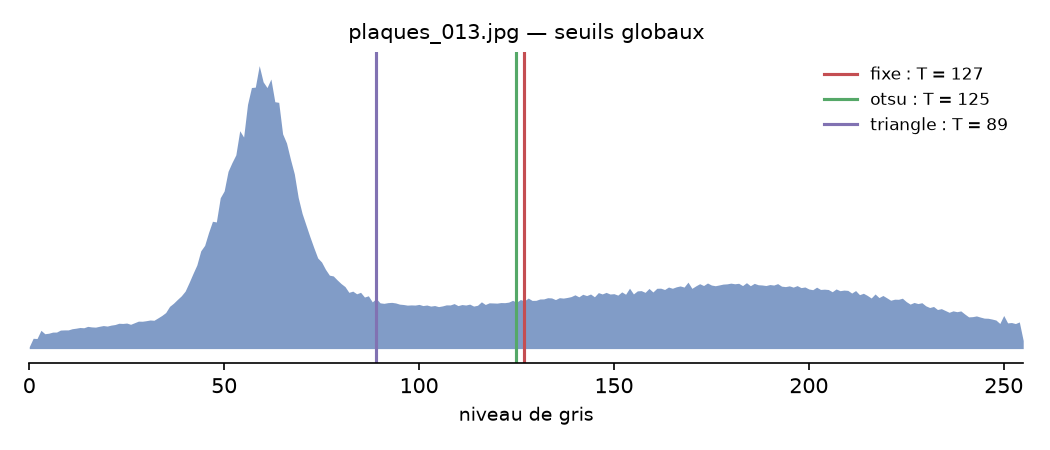 plaques_013.jpg — seuils globaux
fixe : T = 127
otsu : T = 125
triangle : T = 89
0 50 100 150 200 250
niveau de gris